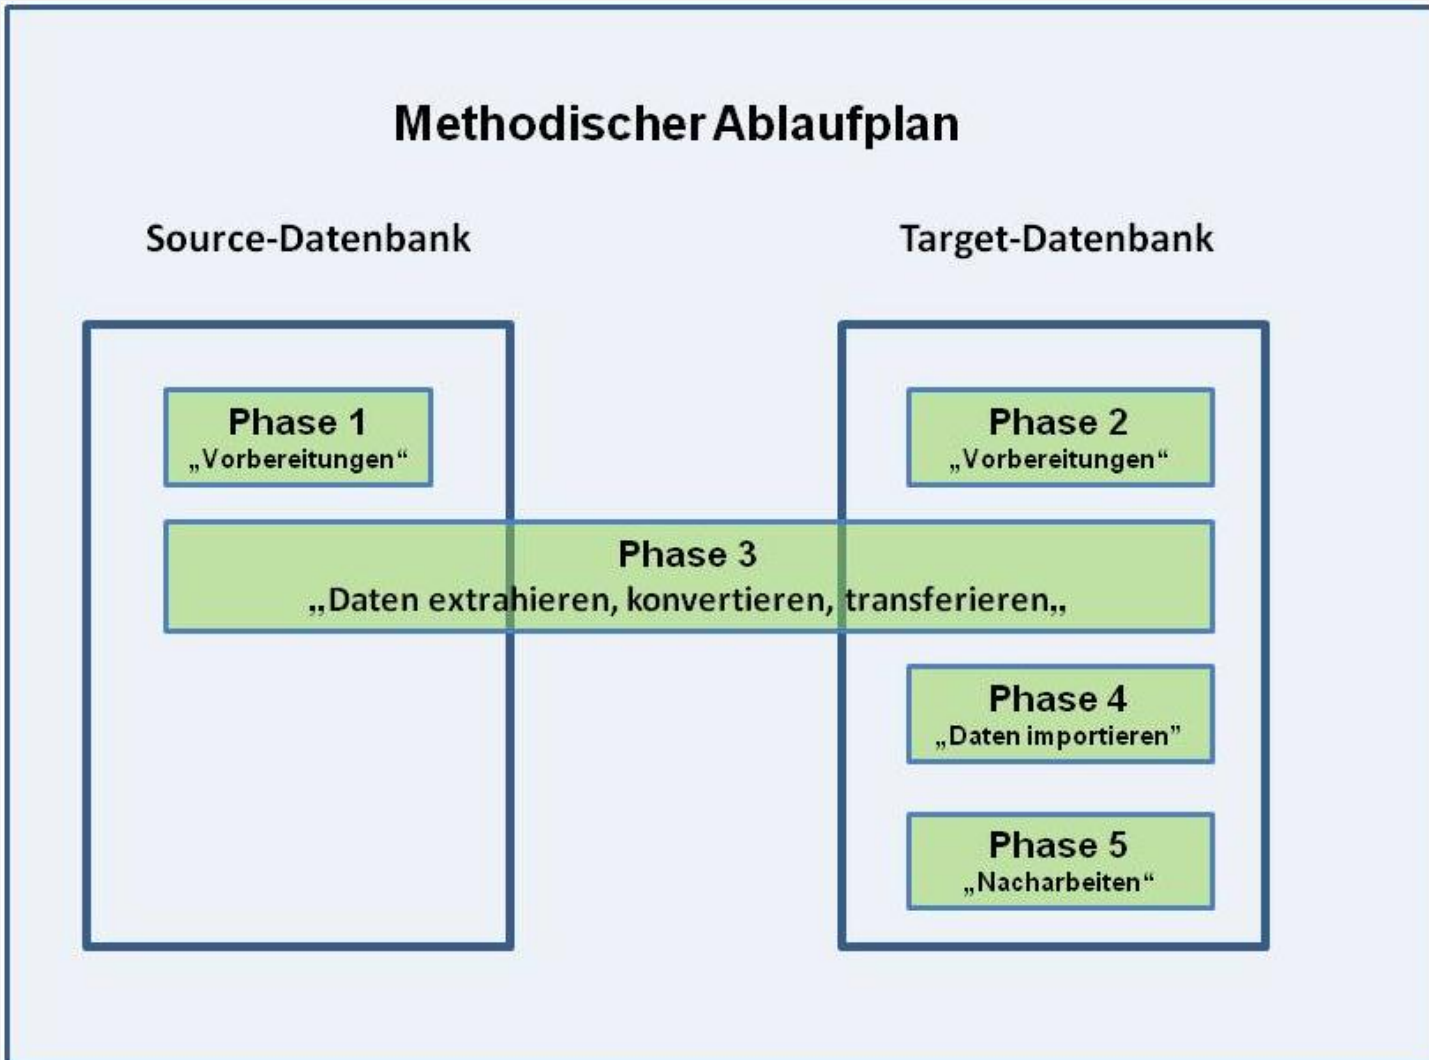 Methodischer Ablaufplan
Source-Datenbank
Target-Datenbank
Phase 1
„Vorbereitungen“
Phase 2
„Vorbereitungen“
Phase 3
„Daten extrahieren, konvertieren, transferieren„
Phase 4
„Daten importieren”
Phase 5
„Nacharbeiten“